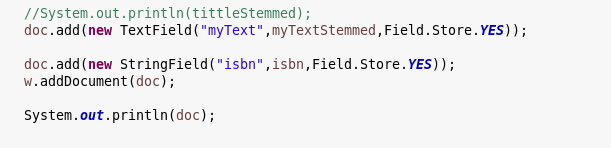 //System.out.println(tittleStemmed);
doc.add(new TextField("myText",myTextStemmed,Field.Store.YES));
doc.add(new StringField("isbn",isbn,Field.Store.YES));
w.addDocument(doc);
System.out.println(doc);